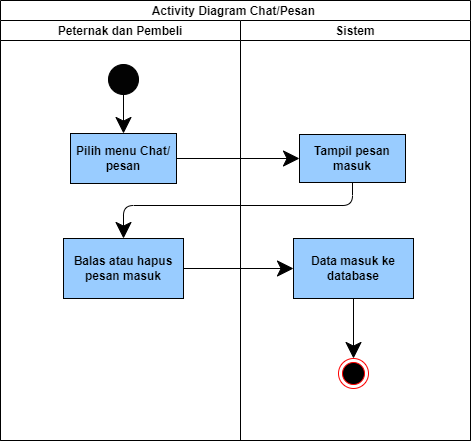 Activity Diagram Chat/Pesan
Peternak dan Pembeli
Sistem
Pilih menu Chat/
pesan
Tampil pesan
masuk
Balas atau hapus
pesan masuk
Data masuk ke
database